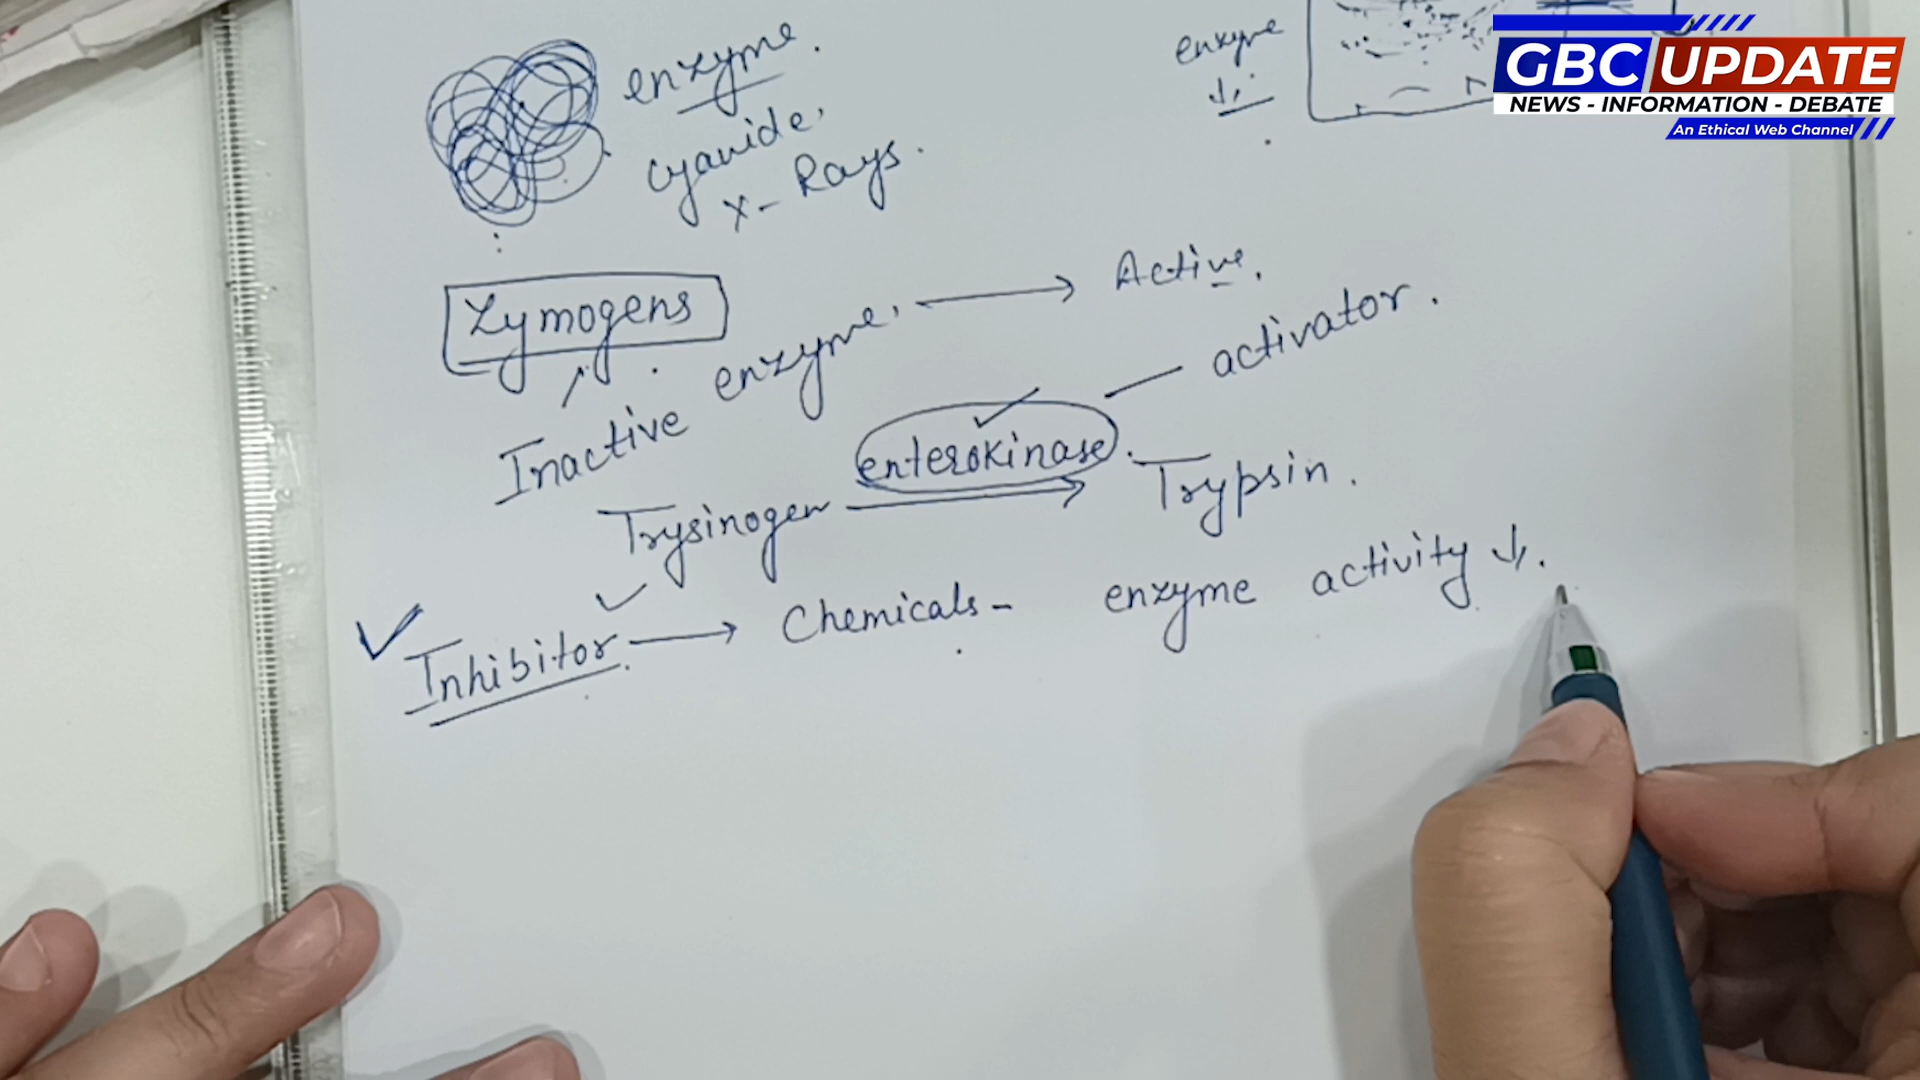 enzyme.
cyanide,
X-Rays.
enzyme ↓
GBC UPDATE
NEWS - INFORMATION - DEBATE
An Ethical Web Channel
Zymogens
Inactive enzyme, → Active.
enterokinase. — activator.
Trysinogen → Trypsin.
Inhibitor. → Chemicals - enzyme activity ↓.